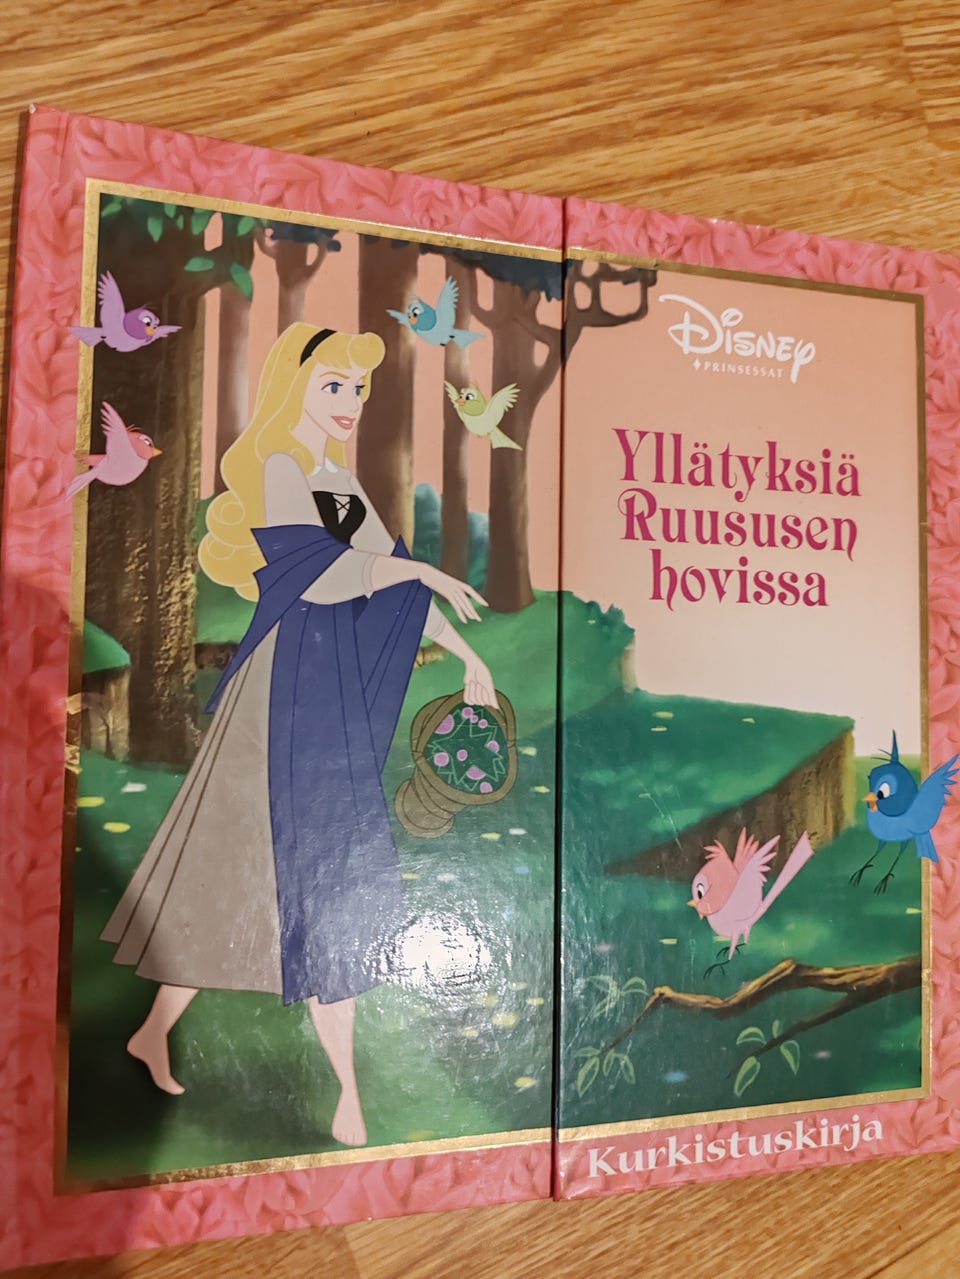 Disney
PRINSESSAT
Yllätyksiä
Ruususen
hovissa
Kurkistuskirja